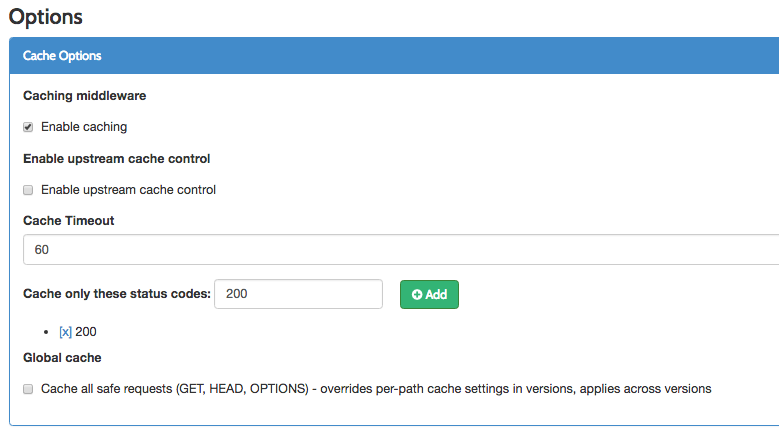 Options
Cache Options
Caching middleware
Enable caching
Enable upstream cache control
Enable upstream cache control
Cache Timeout
60
Cache only these status codes: 200 Add
[x] 200
Global cache
Cache all safe requests (GET, HEAD, OPTIONS) - overrides per-path cache settings in versions, applies across versions